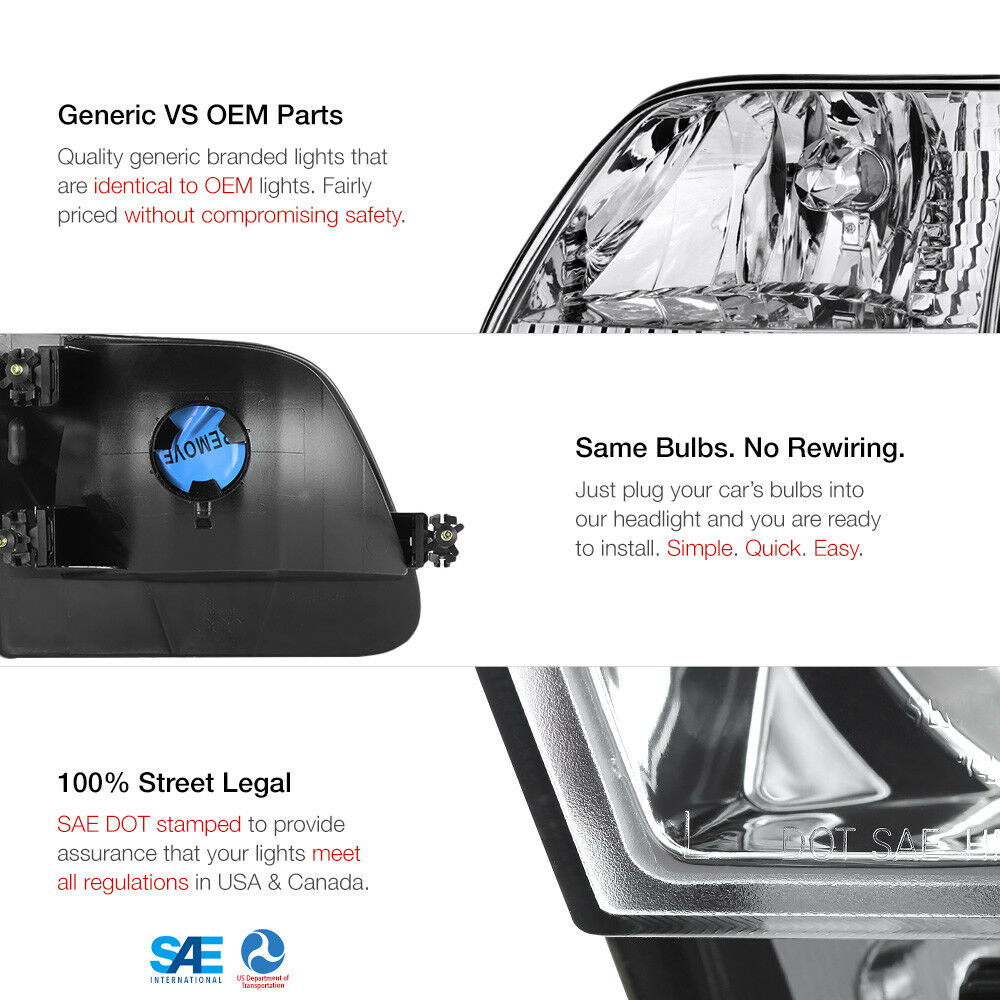 Generic VS OEM Parts
Quality generic branded lights that
are identical to OEM lights. Fairly
priced without compromising safety.
REMOVE
Same Bulbs. No Rewiring.
Just plug your car's bulbs into
our headlight and you are ready
to install. Simple. Quick. Easy.
100% Street Legal
SAE DOT stamped to provide
assurance that your lights meet
all regulations in USA & Canada.
L DOT SAE
SAE
INTERNATIONAL
US Department of
Transportation